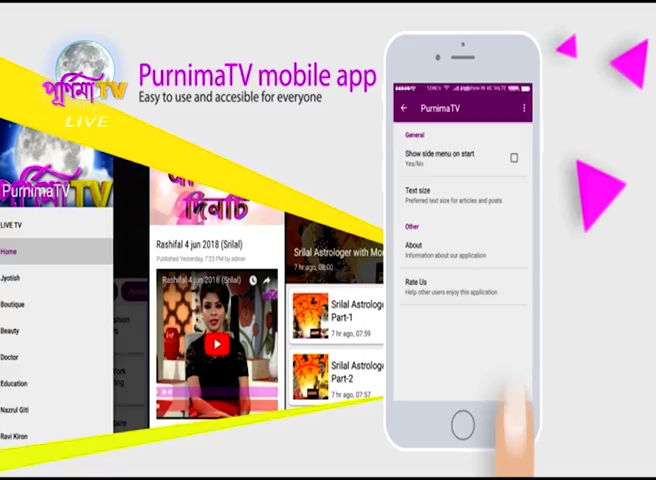 পূর্ণিমা TV
LIVE
PurnimaTV mobile app
Easy to use and accesible for everyone
PurnimaTV
LIVE TV
Home
Jyotish
Boutique
Beauty
Doctor
Education
Nazrul Giti
Ravi Kiron
দিনটি
Rashifal 4 jun 2018 (Srilal)
Published Yesterday, 7:23 PM by admin
Rashifal 4 jun 2018 (Srilal)
Srilal Astrologer with Mo
7 hr ago, 08:00
Srilal Astrologe
Part-1
7 hr ago, 07:59
Srilal Astrologe
Part-2
7 hr ago, 07:57
PurnimaTV
General
Show side menu on start
Yes/No
Text size
Preferred text size for articles and posts
Other
About
Information about our application
Rate Us
Help other users enjoy this application